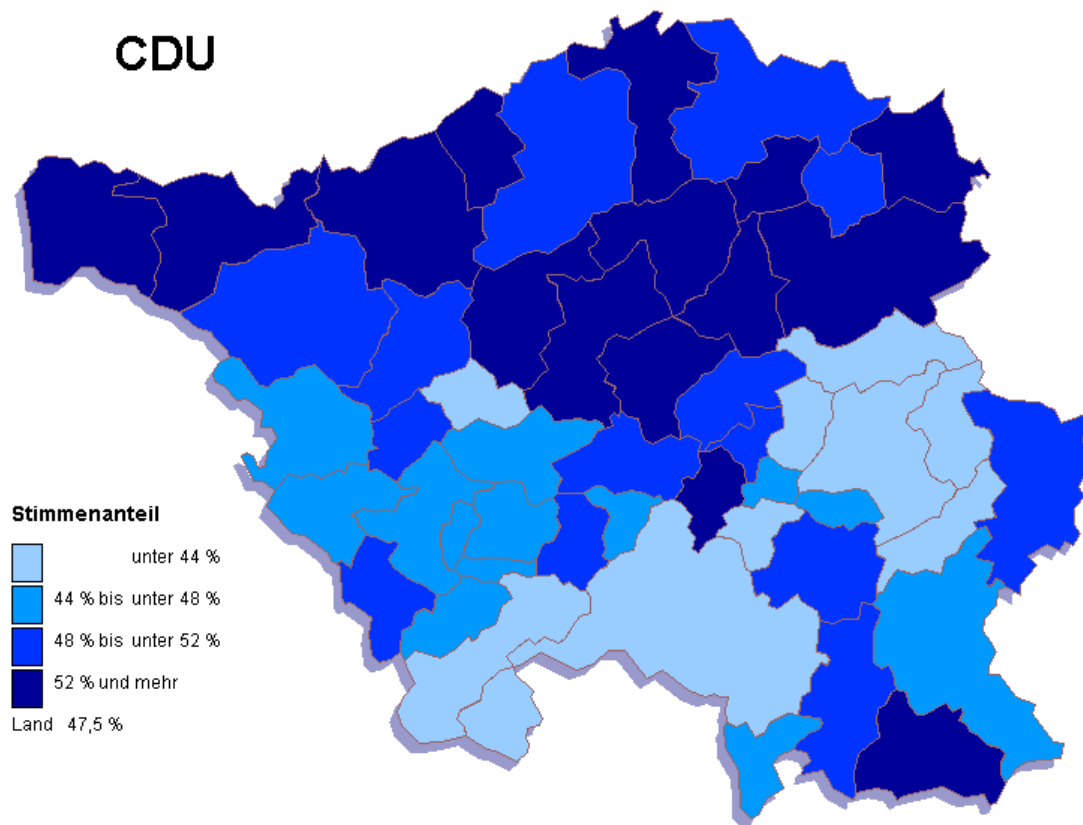 CDU
Stimmenanteil
unter 44 %
44 % bis unter 48 %
48 % bis unter 52 %
52 % und mehr
Land 47,5 %